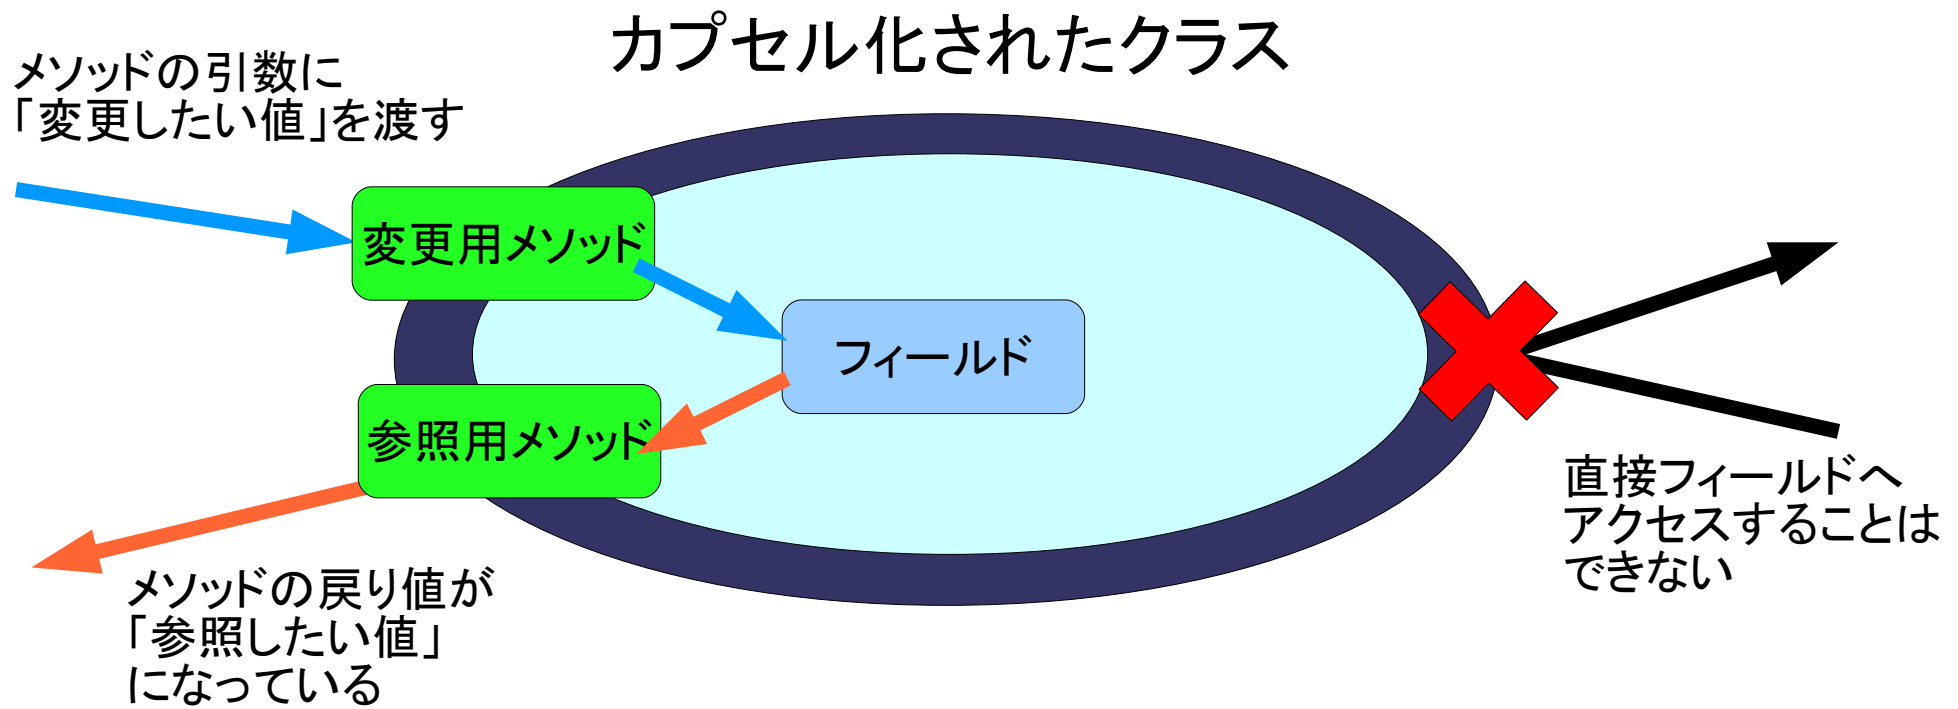 カプセル化されたクラス
メソッドの引数に
「変更したい値」を渡す
変更用メソッド
フィールド
参照用メソッド
メソッドの戻り値が
「参照したい値」
になっている
直接フィールドへ
アクセスすることは
できない